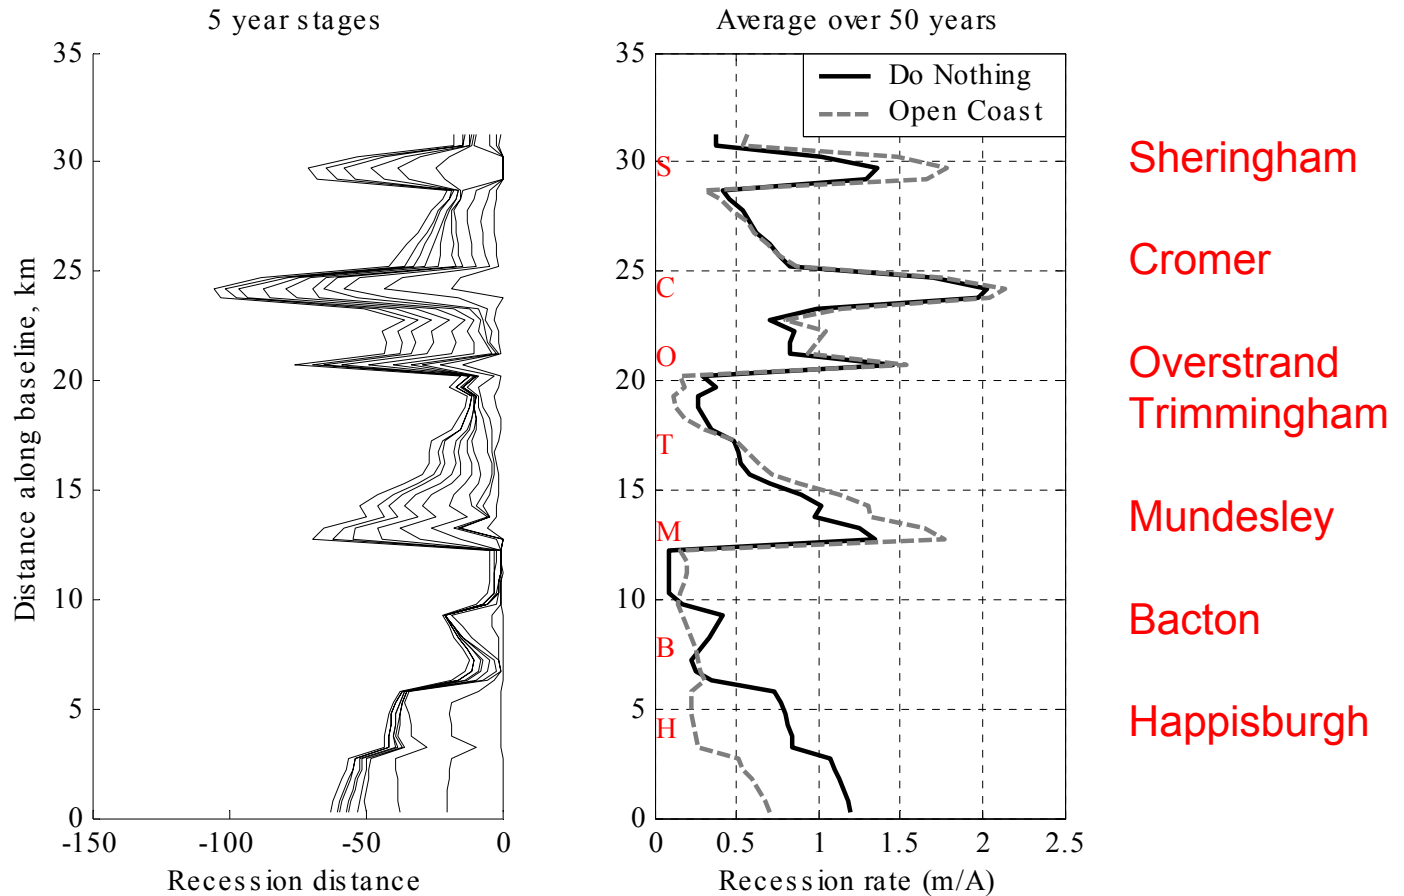 5 year stages
Average over 50 years
35
30
25
20
15
10
5
0
-150
-100
-50
0
Distance along baseline, km
Recession distance
35
30
25
20
15
10
5
0
0
0.5
1
1.5
2
2.5
Recession rate (m/A)
Do Nothing
Open Coast
S
C
O
T
M
B
H
Sheringham
Cromer
Overstrand
Trimmingham
Mundesley
Bacton
Happisburgh